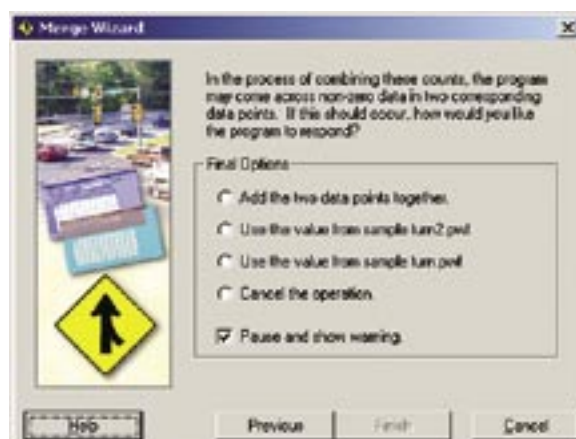 Merge Wizard
In the process of combining these counts, the program
may come across non-zero data in two corresponding
data points. If this should occur, how would you like
the program to respond?
Final Options
Add the two data points together.
Use the value from sample turn2.pwf.
Use the value from sample turn.pwf
Cancel the operation.
Pause and show warning.
Help
Previous
Finish
Cancel